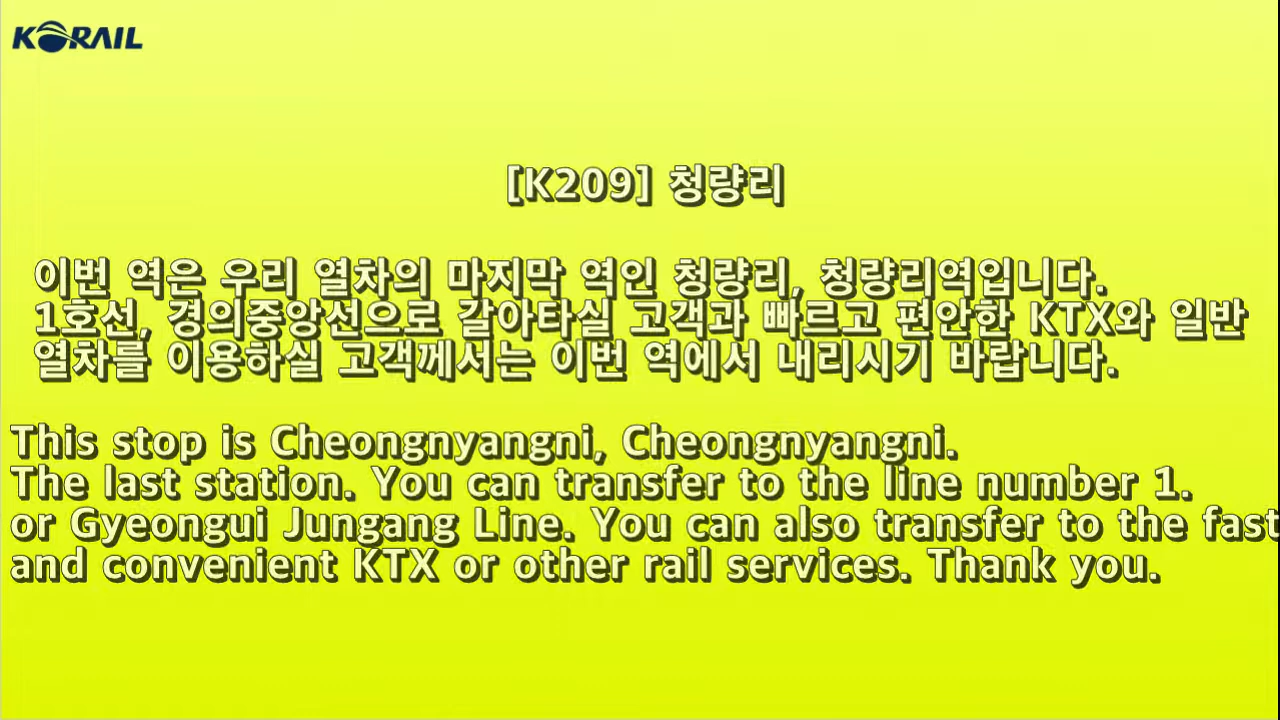 KORAIL
[K209] 청량리
이번 역은 우리 열차의 마지막 역인 청량리, 청량리역입니다.
1호선, 경의중앙선으로 갈아타실 고객과 빠르고 편안한 KTX와 일반
열차를 이용하실 고객께서는 이번 역에서 내리시기 바랍니다.
This stop is Cheongnyangni, Cheongnyangni.
The last station. You can transfer to the line number 1.
or Gyeongui Jungang Line. You can also transfer to the fast
and convenient KTX or other rail services. Thank you.